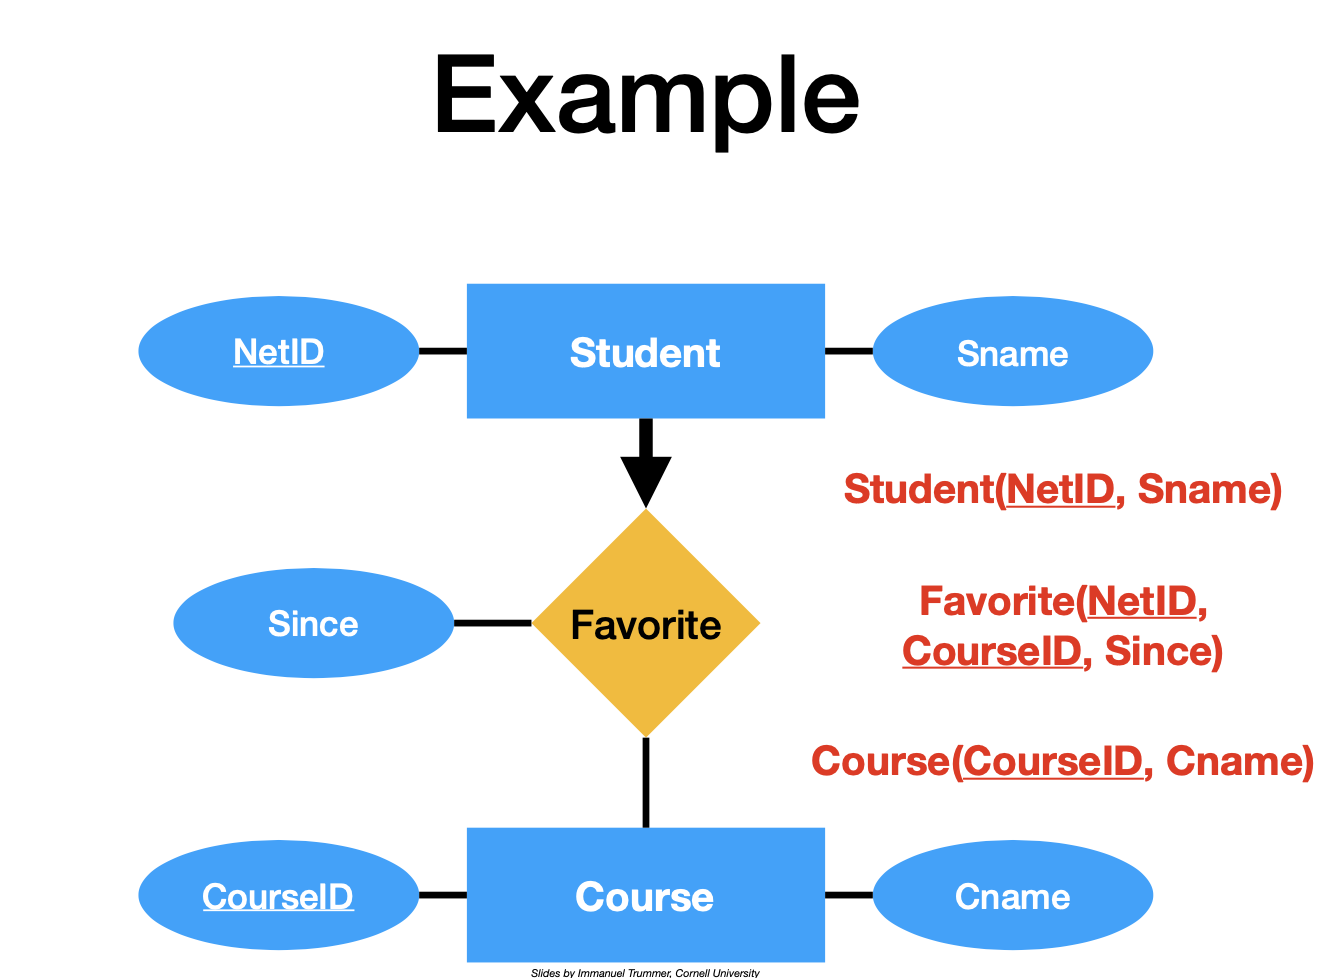 Example
NetID
Student
Sname
Student(NetID, Sname)
Favorite(NetID,
CourseID, Since)
Since
Favorite
Course(CourseID, Cname)
CourseID
Course
Cname
Slides by Immanuel Trummer, Cornell University